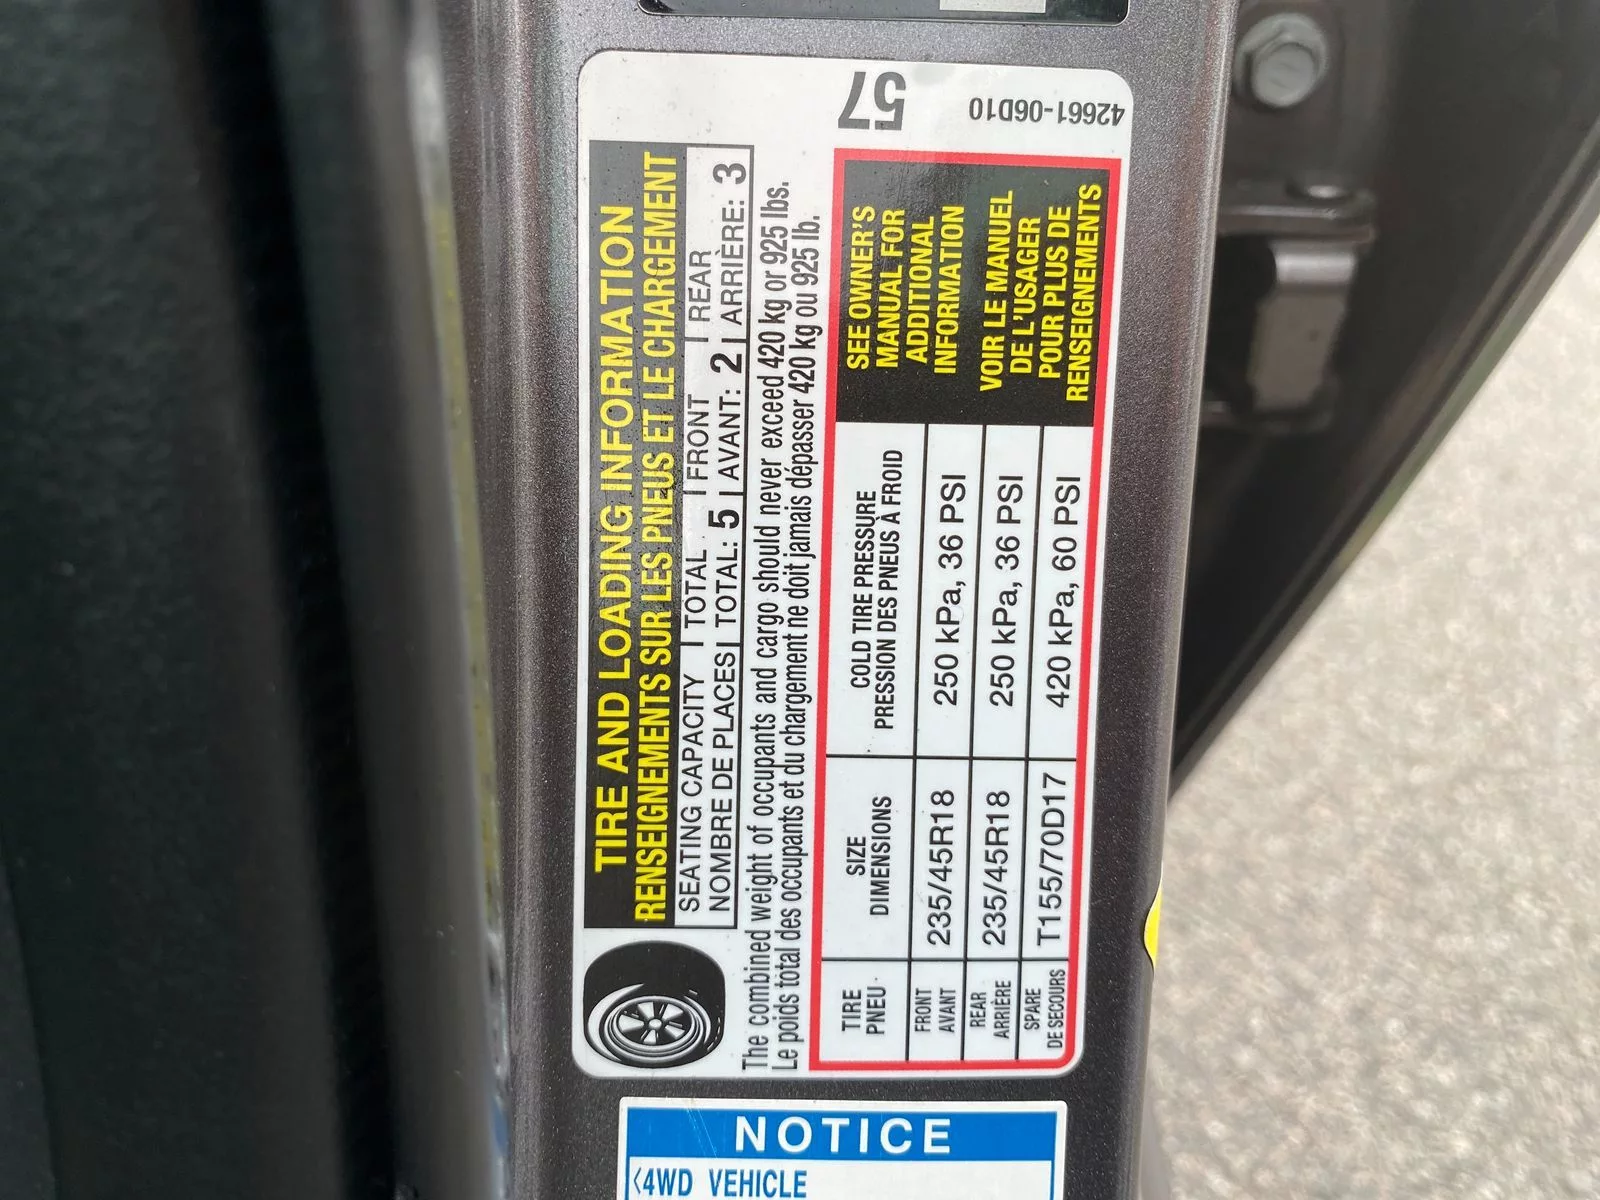 57
42661-06D10
TIRE AND LOADING INFORMATION
RENSEIGNEMENTS SUR LES PNEUS ET LE CHARGEMENT
SEATING CAPACITY | TOTAL | FRONT | REAR
NOMBRE DE PLACES | TOTAL: 5 | AVANT: 2 | ARRIÈRE: 3
The combined weight of occupants and cargo should never exceed 420 kg or 925 lbs.
Le poids total des occupants et du chargement ne doit jamais dépasser 420 kg ou 925 lb.
TIRE SIZE COLD TIRE PRESSURE
PNEU DIMENSIONS PRESSION DES PNEUS À FROID
FRONT
AVANT 235/45R18 250 kPa, 36 PSI
REAR
ARRIÈRE 235/45R18 250 kPa, 36 PSI
SPARE
DE SECOURS T155/70D17 420 kPa, 60 PSI
SEE OWNER'S
MANUAL FOR
ADDITIONAL
INFORMATION
VOIR LE MANUEL
DE L'USAGER
POUR PLUS DE
RENSEIGNEMENTS
NOTICE
<4WD VEHICLE